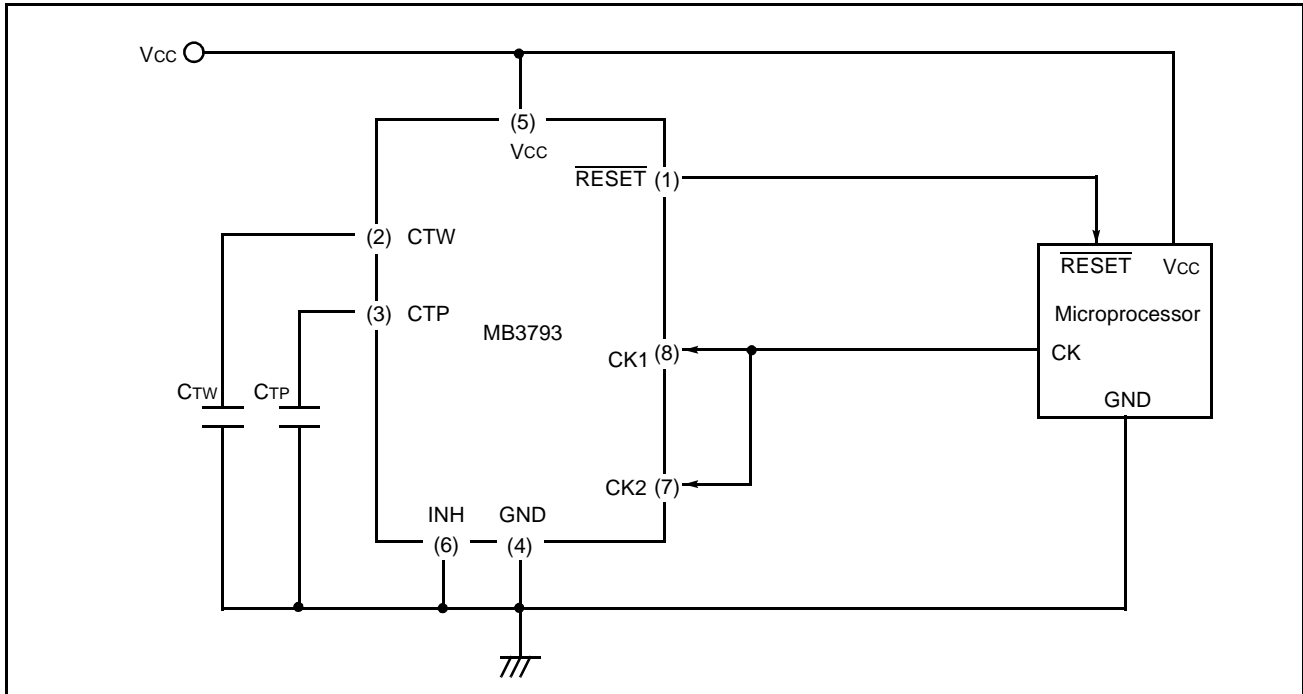 VCC
(5)
VCC
RESET (1)
(2) CTW
RESET VCC
(3) CTP
Microprocessor
MB3793
CK1 (8)
CK
CTW CTP
GND
CK2 (7)
INH GND
(6) (4)